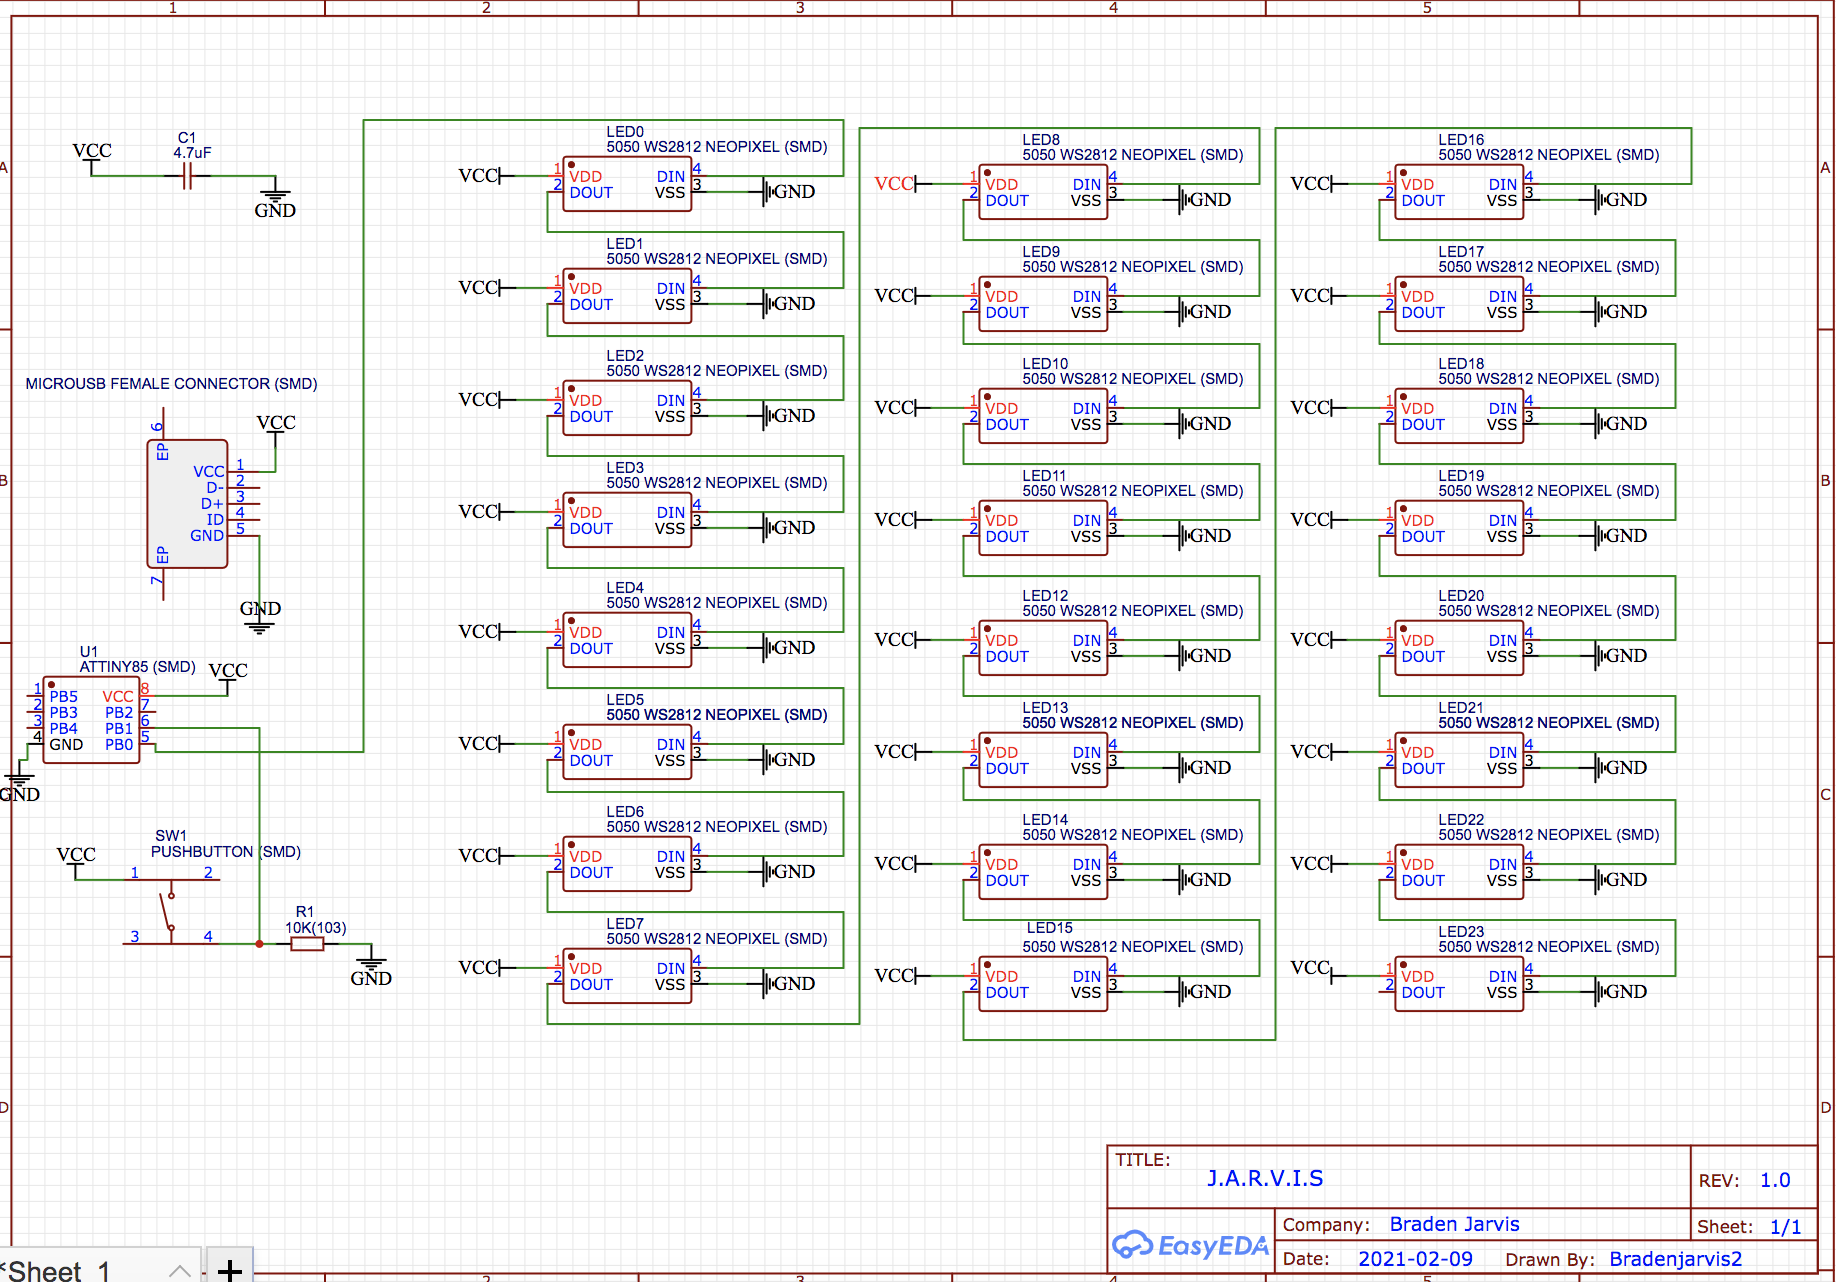 1 2 3 4 5
A
A
VCC
C1
4.7uF
GND
MICROUSB FEMALE CONNECTOR (SMD)
6
EP
VCC
VCC 1
D- 2
D+ 3
ID 4
GND 5
EP
7
GND
B
B
U1
ATTINY85 (SMD)
VCC
1 PB5 VCC 8
2 PB3 PB2 7
3 PB4 PB1 6
4 GND PB0 5
GND
C
SW1
PUSHBUTTON (SMD)
VCC
1 2
3 4
R1
10K(103)
GND
LED0
5050 WS2812 NEOPIXEL (SMD)
VCC 1 VDD DIN 4
2 DOUT VSS 3 GND
LED1
5050 WS2812 NEOPIXEL (SMD)
VCC 1 VDD DIN 4
2 DOUT VSS 3 GND
LED2
5050 WS2812 NEOPIXEL (SMD)
VCC 1 VDD DIN 4
2 DOUT VSS 3 GND
LED3
5050 WS2812 NEOPIXEL (SMD)
VCC 1 VDD DIN 4
2 DOUT VSS 3 GND
LED4
5050 WS2812 NEOPIXEL (SMD)
VCC 1 VDD DIN 4
2 DOUT VSS 3 GND
LED5
5050 WS2812 NEOPIXEL (SMD)
VCC 1 VDD DIN 4
2 DOUT VSS 3 GND
LED6
5050 WS2812 NEOPIXEL (SMD)
VCC 1 VDD DIN 4
2 DOUT VSS 3 GND
LED7
5050 WS2812 NEOPIXEL (SMD)
VCC 1 VDD DIN 4
2 DOUT VSS 3 GND
LED8
5050 WS2812 NEOPIXEL (SMD)
VCC 1 VDD DIN 4
2 DOUT VSS 3 GND
LED9
5050 WS2812 NEOPIXEL (SMD)
VCC 1 VDD DIN 4
2 DOUT VSS 3 GND
LED10
5050 WS2812 NEOPIXEL (SMD)
VCC 1 VDD DIN 4
2 DOUT VSS 3 GND
LED11
5050 WS2812 NEOPIXEL (SMD)
VCC 1 VDD DIN 4
2 DOUT VSS 3 GND
LED12
5050 WS2812 NEOPIXEL (SMD)
VCC 1 VDD DIN 4
2 DOUT VSS 3 GND
LED13
5050 WS2812 NEOPIXEL (SMD)
VCC 1 VDD DIN 4
2 DOUT VSS 3 GND
LED14
5050 WS2812 NEOPIXEL (SMD)
VCC 1 VDD DIN 4
2 DOUT VSS 3 GND
LED15
5050 WS2812 NEOPIXEL (SMD)
VCC 1 VDD DIN 4
2 DOUT VSS 3 GND
LED16
5050 WS2812 NEOPIXEL (SMD)
VCC 1 VDD DIN 4
2 DOUT VSS 3 GND
LED17
5050 WS2812 NEOPIXEL (SMD)
VCC 1 VDD DIN 4
2 DOUT VSS 3 GND
LED18
5050 WS2812 NEOPIXEL (SMD)
VCC 1 VDD DIN 4
2 DOUT VSS 3 GND
LED19
5050 WS2812 NEOPIXEL (SMD)
VCC 1 VDD DIN 4
2 DOUT VSS 3 GND
LED20
5050 WS2812 NEOPIXEL (SMD)
VCC 1 VDD DIN 4
2 DOUT VSS 3 GND
LED21
5050 WS2812 NEOPIXEL (SMD)
VCC 1 VDD DIN 4
2 DOUT VSS 3 GND
LED22
5050 WS2812 NEOPIXEL (SMD)
VCC 1 VDD DIN 4
2 DOUT VSS 3 GND
LED23
5050 WS2812 NEOPIXEL (SMD)
VCC 1 VDD DIN 4
2 DOUT VSS 3 GND
D
D
TITLE:
J.A.R.V.I.S
REV: 1.0
Company: Braden Jarvis
Sheet: 1/1
EasyEDA
Date: 2021-02-09 Drawn By: Bradenjarvis2
*Sheet_1 +
2 3 4 5